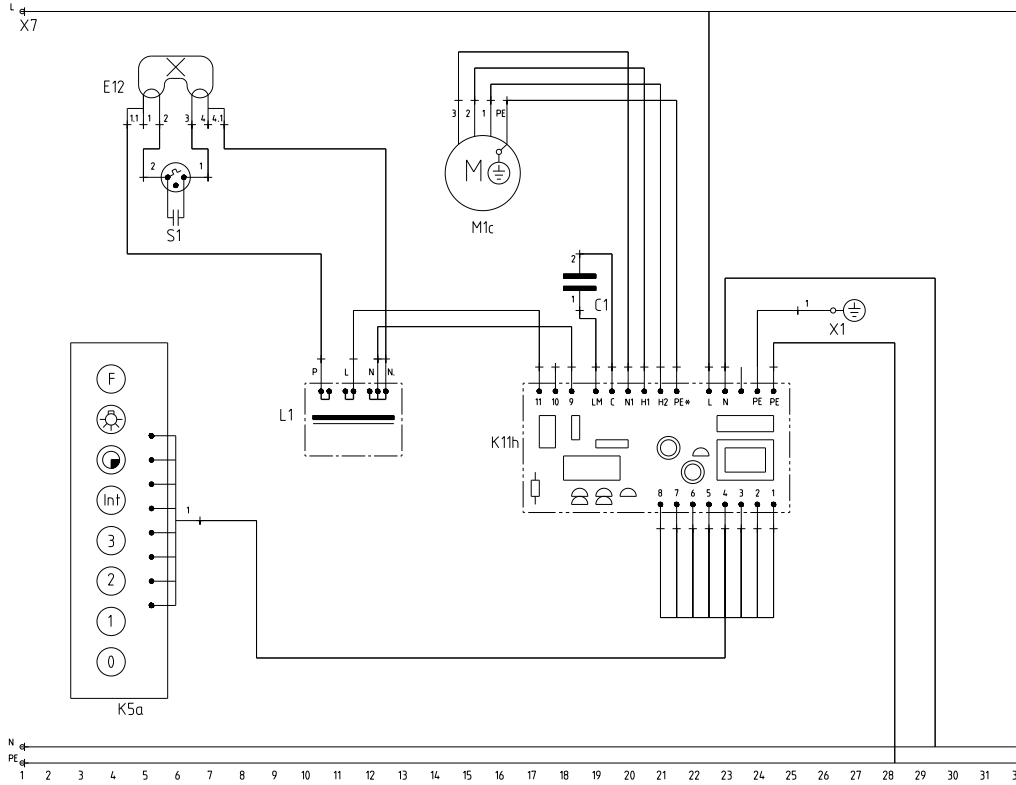 L
X7
E12
1.1 1 2 3 4 4.1
2 1
S1
3 2 1 PE
M
M1c
2
1
C1
1
X1
P L N N.
L1
11 10 9 LM C N1 H1 H2 PE* L N PE PE
K11h
8 7 6 5 4 3 2 1
F
Int
3
2
1
0
1
K5a
N
PE
1 2 3 4 5 6 7 8 9 10 11 12 13 14 15 16 17 18 19 20 21 22 23 24 25 26 27 28 29 30 31 3